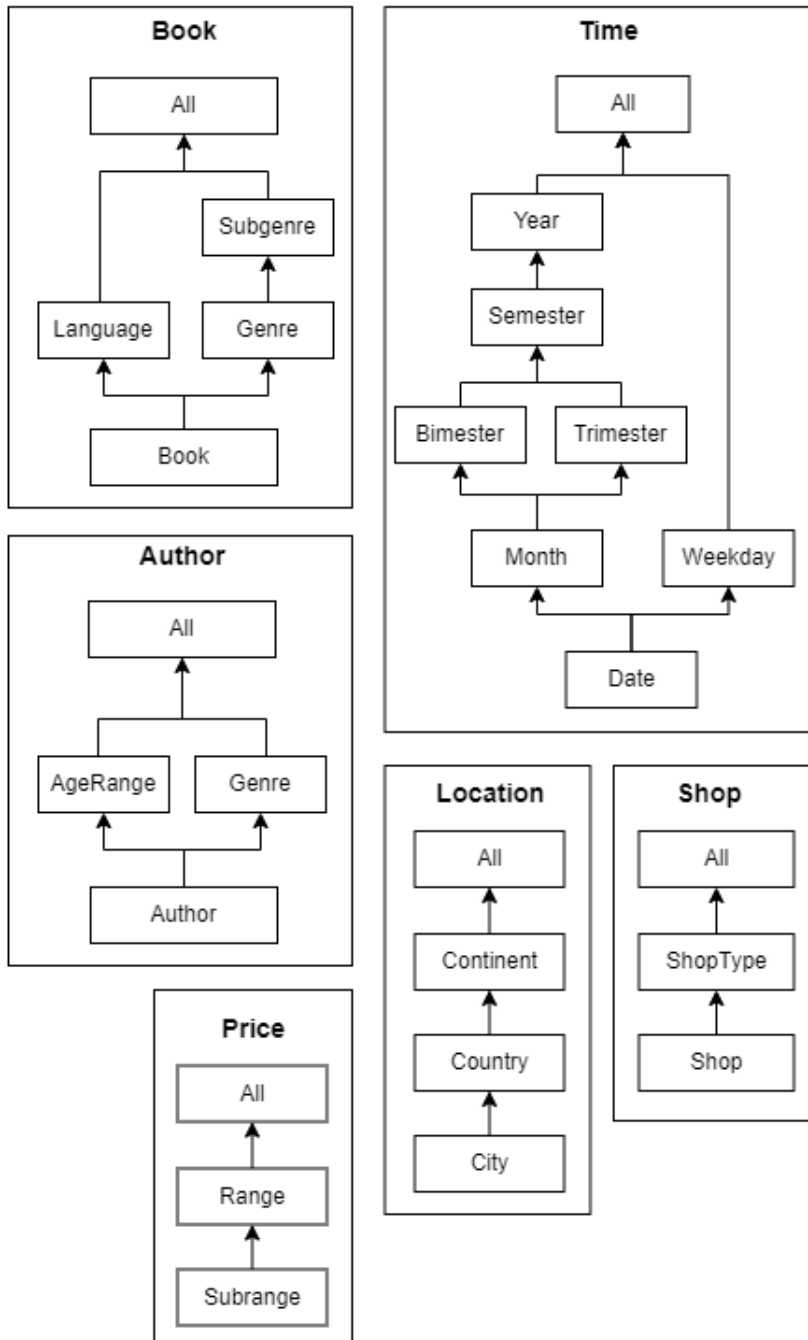 Book
All
Subgenre
Language
Genre
Book
Time
All
Year
Semester
Bimester
Trimester
Month
Weekday
Date
Author
All
AgeRange
Genre
Author
Location
All
Continent
Country
City
Shop
All
ShopType
Shop
Price
All
Range
Subrange